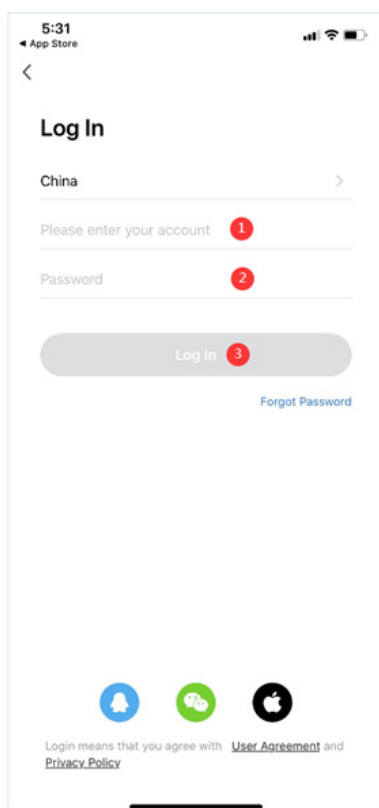 5:31
◀ App Store
Log In
China
Please enter your account 1
Password 2
Log In 3
Forgot Password
Login means that you agree with User Agreement and
Privacy Policy